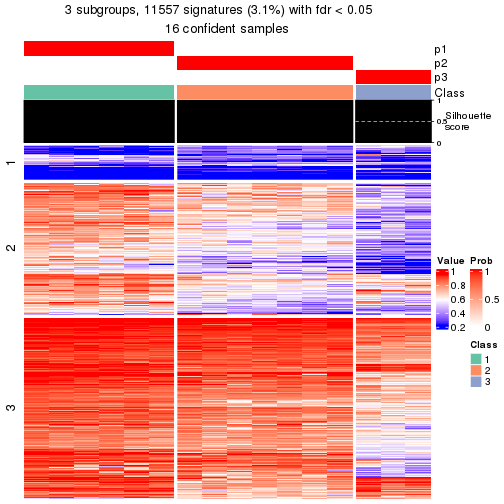 3 subgroups, 11557 signatures (3.1%) with fdr < 0.05
16 confident samples
p1
p2
p3
Class
1
0.5
0
Silhouette
score
1
2
3
Value
1
0.8
0.6
0.4
0.2
Prob
1
0.5
0
Class
1
2
3